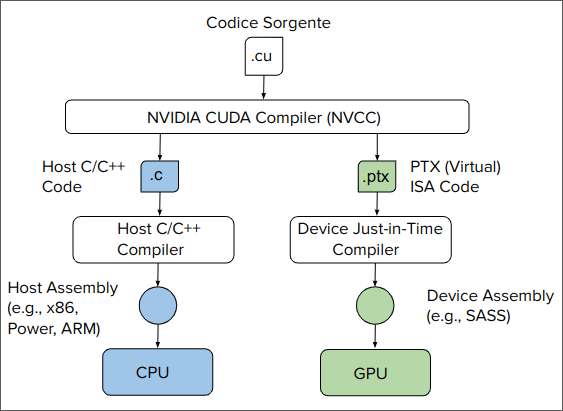 Codice Sorgente
.cu
NVIDIA CUDA Compiler (NVCC)
Host C/C++
Code
.c
.ptx
PTX (Virtual)
ISA Code
Host C/C++
Compiler
Device Just-in-Time
Compiler
Host Assembly
(e.g., x86,
Power, ARM)
Device Assembly
(e.g., SASS)
CPU
GPU